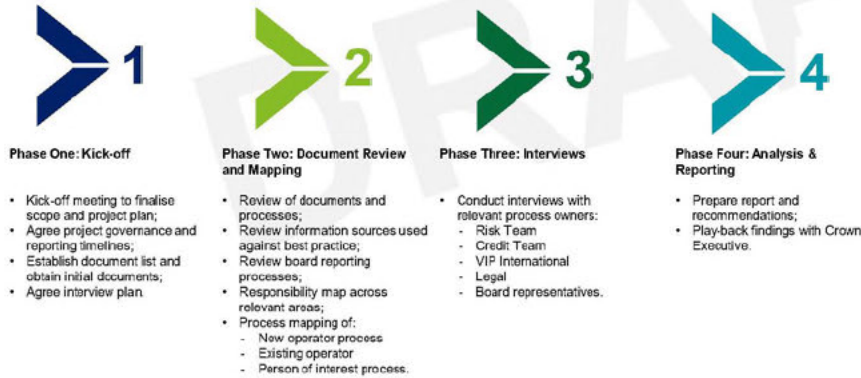 1
2
3
4
Phase One: Kick-off
• Kick-off meeting to finalise
scope and project plan;
• Agree project governance and
reporting timelines;
• Establish document list and
obtain initial documents;
• Agree interview plan.
Phase Two: Document Review
and Mapping
• Review of documents and
processes;
• Review information sources used
against best practice;
• Review board reporting
processes;
• Responsibility map across
relevant areas;
• Process mapping of:
- New operator process
- Existing operator
- Person of interest process.
Phase Three: Interviews
• Conduct interviews with
relevant process owners:
- Risk Team
- Credit Team
- VIP International
- Legal
- Board representatives.
Phase Four: Analysis &
Reporting
• Prepare report and
recommendations;
• Play-back findings with Crown
Executive.
DRA